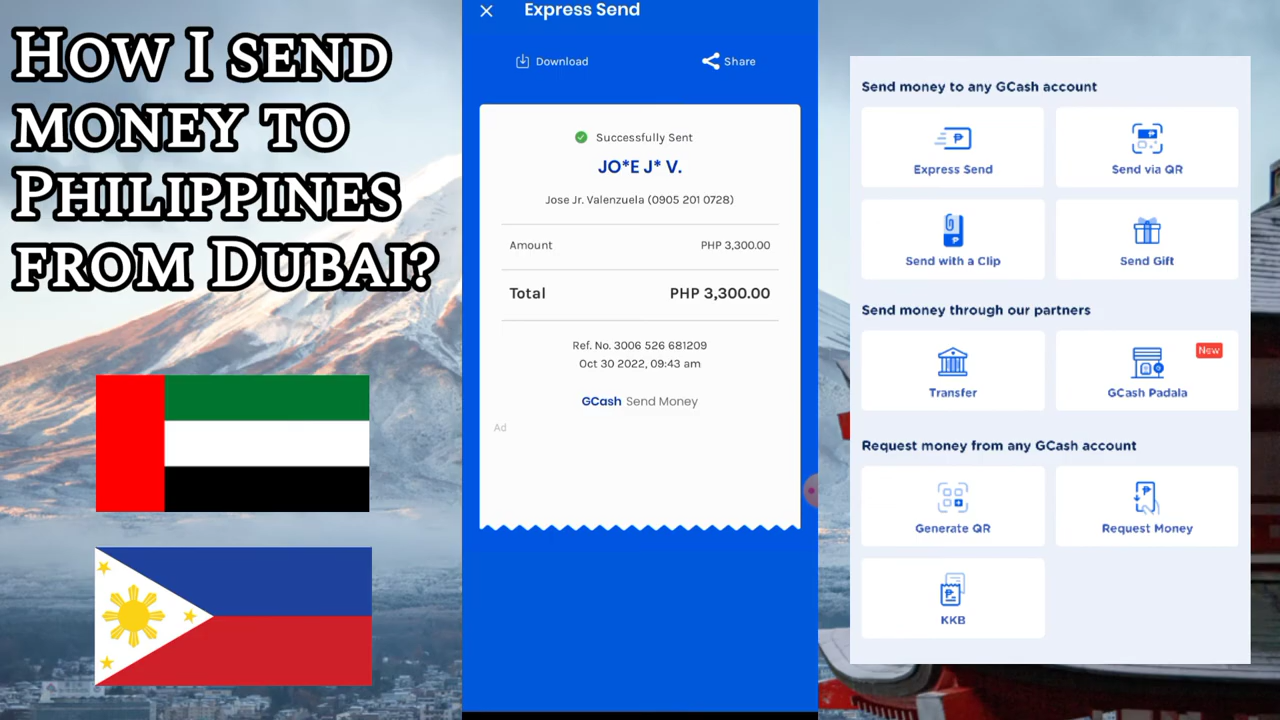 How I send
money to
Philippines
from Dubai?
Express Send
Download
Share
Successfully Sent
JO*E J* V.
Jose Jr. Valenzuela (0905 201 0728)
Amount PHP 3,300.00
Total PHP 3,300.00
Ref. No. 3006 526 681209
Oct 30 2022, 09:43 am
GCash Send Money
Ad
Send money to any GCash account
Express Send
Send via QR
Send with a Clip
Send Gift
Send money through our partners
New
Transfer
GCash Padala
Request money from any GCash account
Generate QR
Request Money
KKB